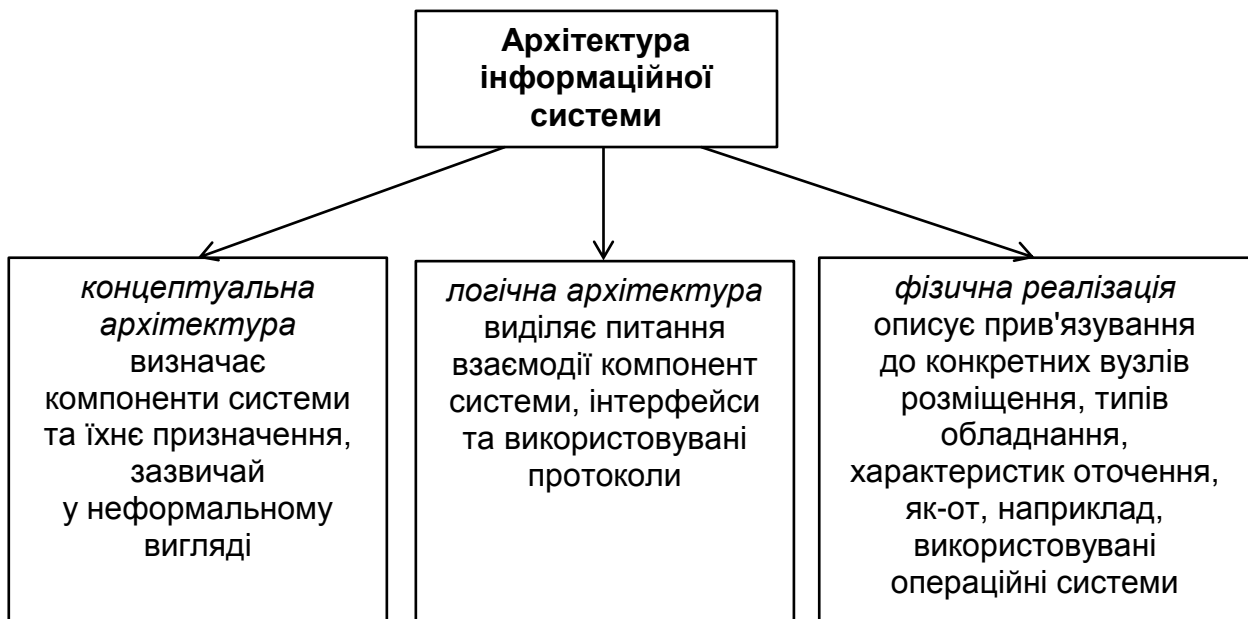 Архітектура
інформаційної
системи
концептуальна
архітектура
визначає
компоненти системи
та їхнє призначення,
зазвичай
у неформальному
вигляді
логічна архітектура
виділяє питання
взаємодії компонент
системи, інтерфейси
та використовувані
протоколи
фізична реалізація
описує прив'язування
до конкретних вузлів
розміщення, типів
обладнання,
характеристик оточення,
як-от, наприклад,
використовувані
операційні системи